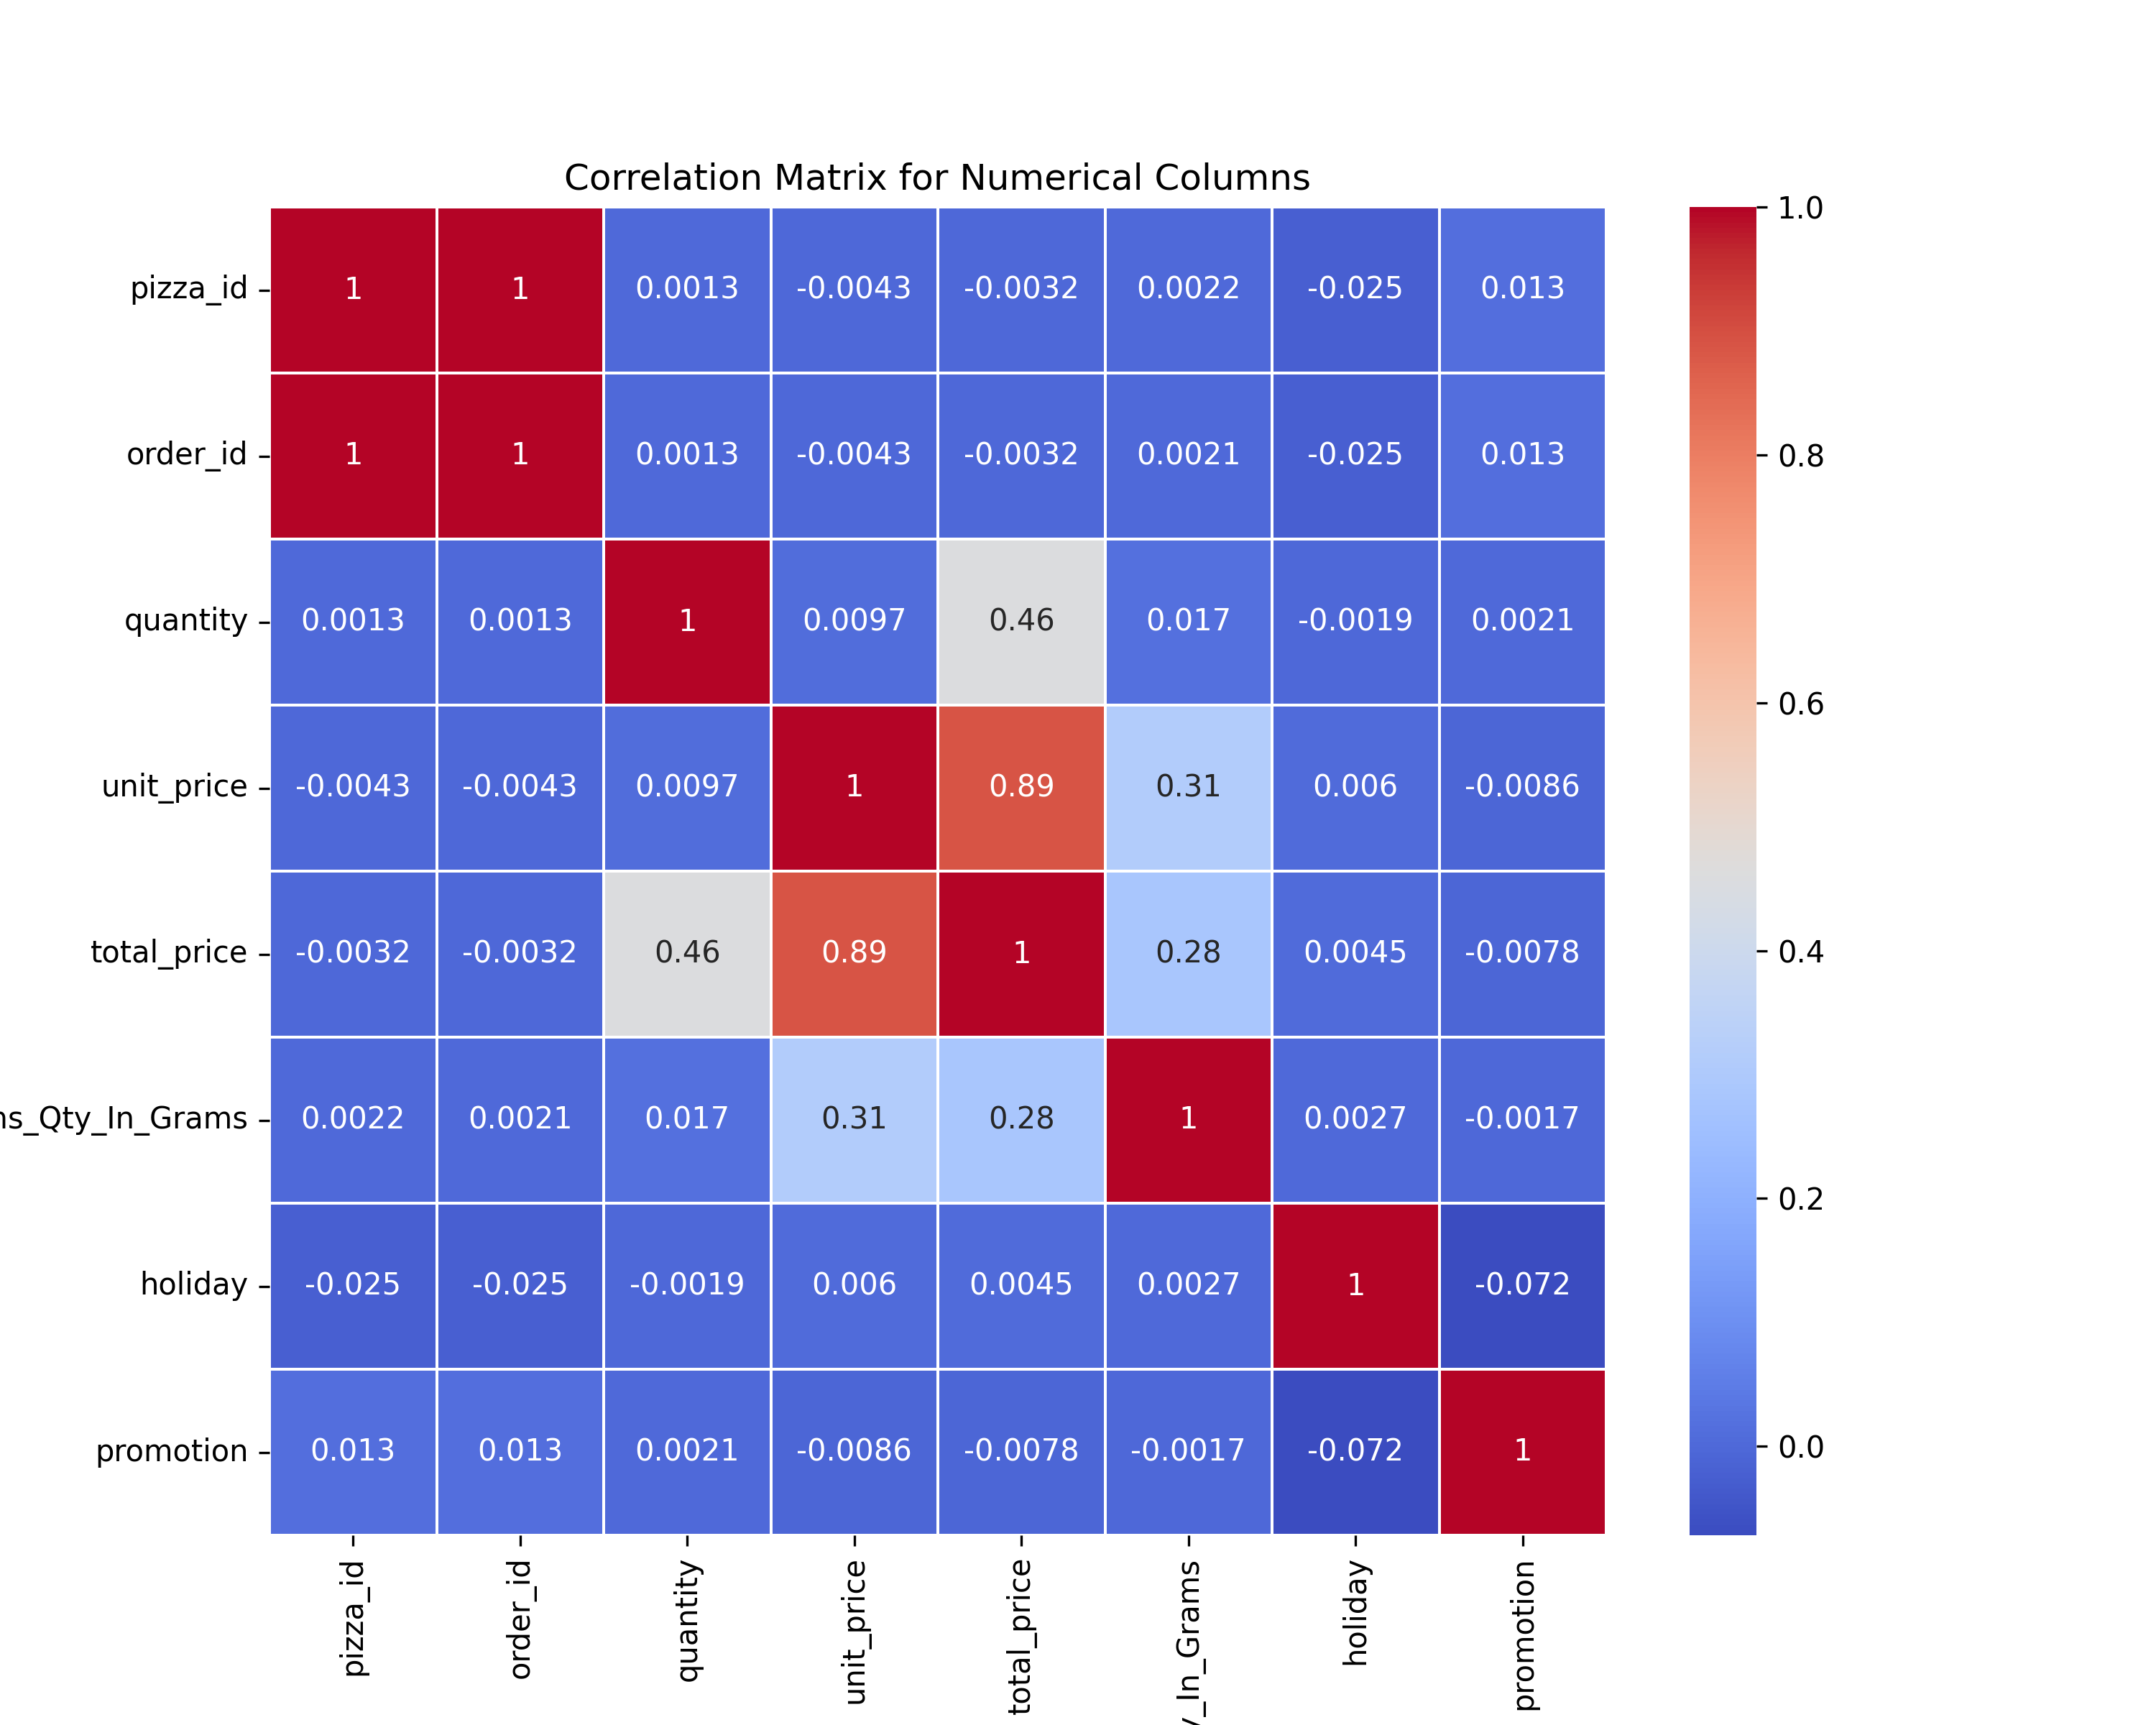 Correlation Matrix for Numerical Columns
pizza_id 1 1 0.0013 -0.0043 -0.0032 0.0022 -0.025 0.013
order_id 1 1 0.0013 -0.0043 -0.0032 0.0021 -0.025 0.013
quantity 0.0013 0.0013 1 0.0097 0.46 0.017 -0.0019 0.0021
unit_price -0.0043 -0.0043 0.0097 1 0.89 0.31 0.006 -0.0086
total_price -0.0032 -0.0032 0.46 0.89 1 0.28 0.0045 -0.0078
ns_Qty_In_Grams 0.0022 0.0021 0.017 0.31 0.28 1 0.0027 -0.0017
holiday -0.025 -0.025 -0.0019 0.006 0.0045 0.0027 1 -0.072
promotion 0.013 0.013 0.0021 -0.0086 -0.0078 -0.0017 -0.072 1
pizza_id
order_id
quantity
unit_price
total_price
y_In_Grams
holiday
promotion
1.0
0.8
0.6
0.4
0.2
0.0